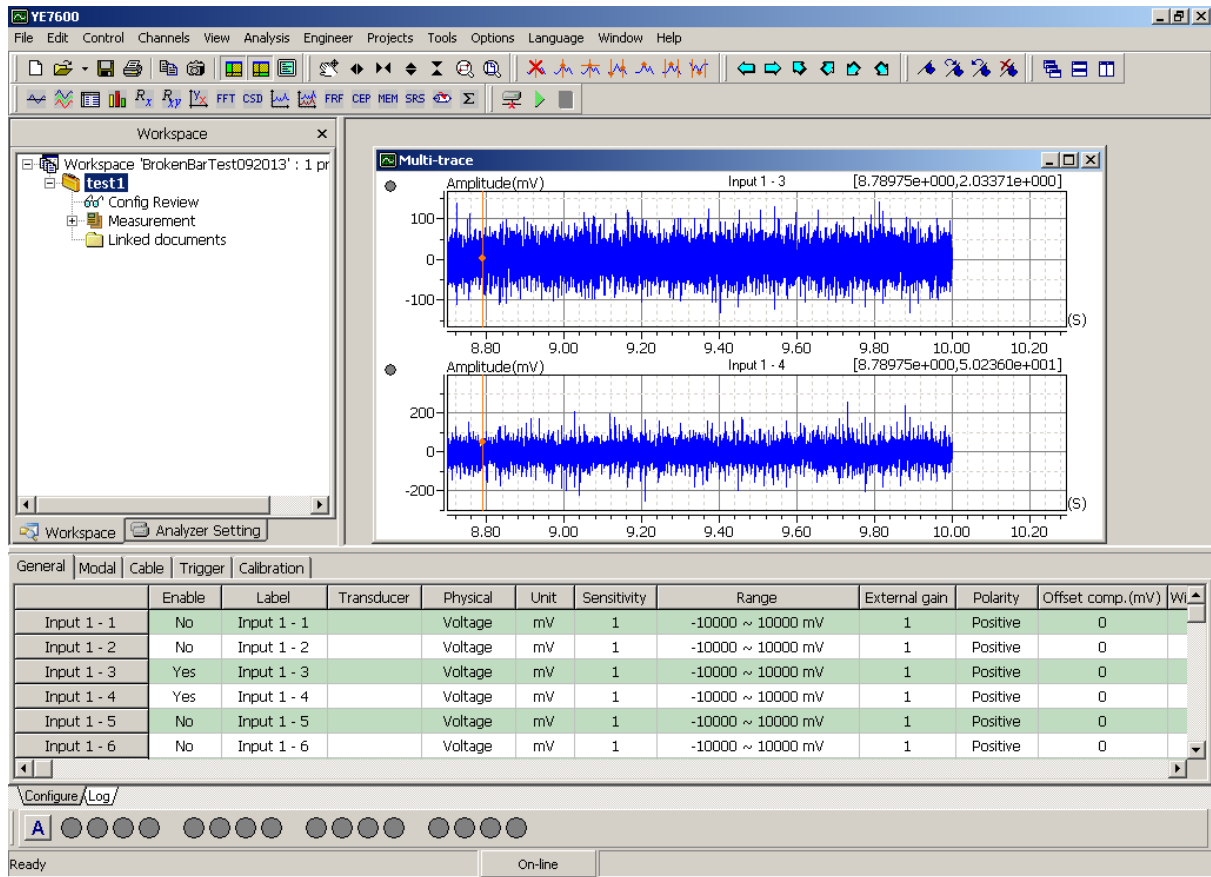 YE7600
File Edit Control Channels View Analysis Engineer Projects Tools Options Language Window Help
Rx Rxy Y/X FFT CSD FRF CEP MEM SRS Σ
Workspace
Workspace 'BrokenBarTest092013' : 1 pr
test1
Config Review
Measurement
Linked documents
Workspace Analyzer Setting
Multi-trace
Amplitude(mV) Input 1 - 3 [8.78975e+000,2.03371e+000]
100
0
-100
(S)
8.80 9.00 9.20 9.40 9.60 9.80 10.00 10.20
Amplitude(mV) Input 1 - 4 [8.78975e+000,5.02360e+001]
200
0
-200
(S)
8.80 9.00 9.20 9.40 9.60 9.80 10.00 10.20
General Modal Cable Trigger Calibration
Enable Label Transducer Physical Unit Sensitivity Range External gain Polarity Offset comp.(mV) Wi
Input 1 - 1 No Input 1 - 1 Voltage mV 1 -10000 ~ 10000 mV 1 Positive 0
Input 1 - 2 No Input 1 - 2 Voltage mV 1 -10000 ~ 10000 mV 1 Positive 0
Input 1 - 3 Yes Input 1 - 3 Voltage mV 1 -10000 ~ 10000 mV 1 Positive 0
Input 1 - 4 Yes Input 1 - 4 Voltage mV 1 -10000 ~ 10000 mV 1 Positive 0
Input 1 - 5 No Input 1 - 5 Voltage mV 1 -10000 ~ 10000 mV 1 Positive 0
Input 1 - 6 No Input 1 - 6 Voltage mV 1 -10000 ~ 10000 mV 1 Positive 0
Configure Log
A
Ready On-line